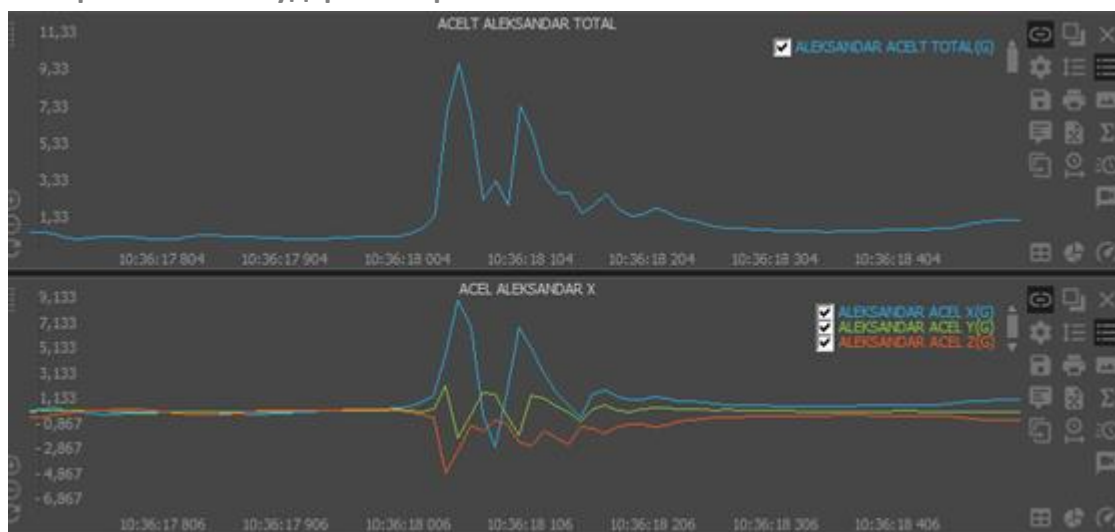 ACELT ALEKSANDAR TOTAL
11,33
ALEKSANDAR ACELT TOTAL(G)
9,33
7,33
5,33
3,33
1,33
10:36:17 804 10:36:17 904 10:36:18 004 10:36:18 104 10:36:18 204 10:36:18 304 10:36:18 404
ACEL ALEKSANDAR X
9,133
ALEKSANDAR ACEL X(G)
7,133
ALEKSANDAR ACEL Y(G)
5,133
ALEKSANDAR ACEL Z(G)
3,133
1,133
-0,867
-2,867
-4,867
-6,867
10:36:17 806 10:36:17 906 10:36:18 006 10:36:18 106 10:36:18 206 10:36:18 306 10:36:18 406